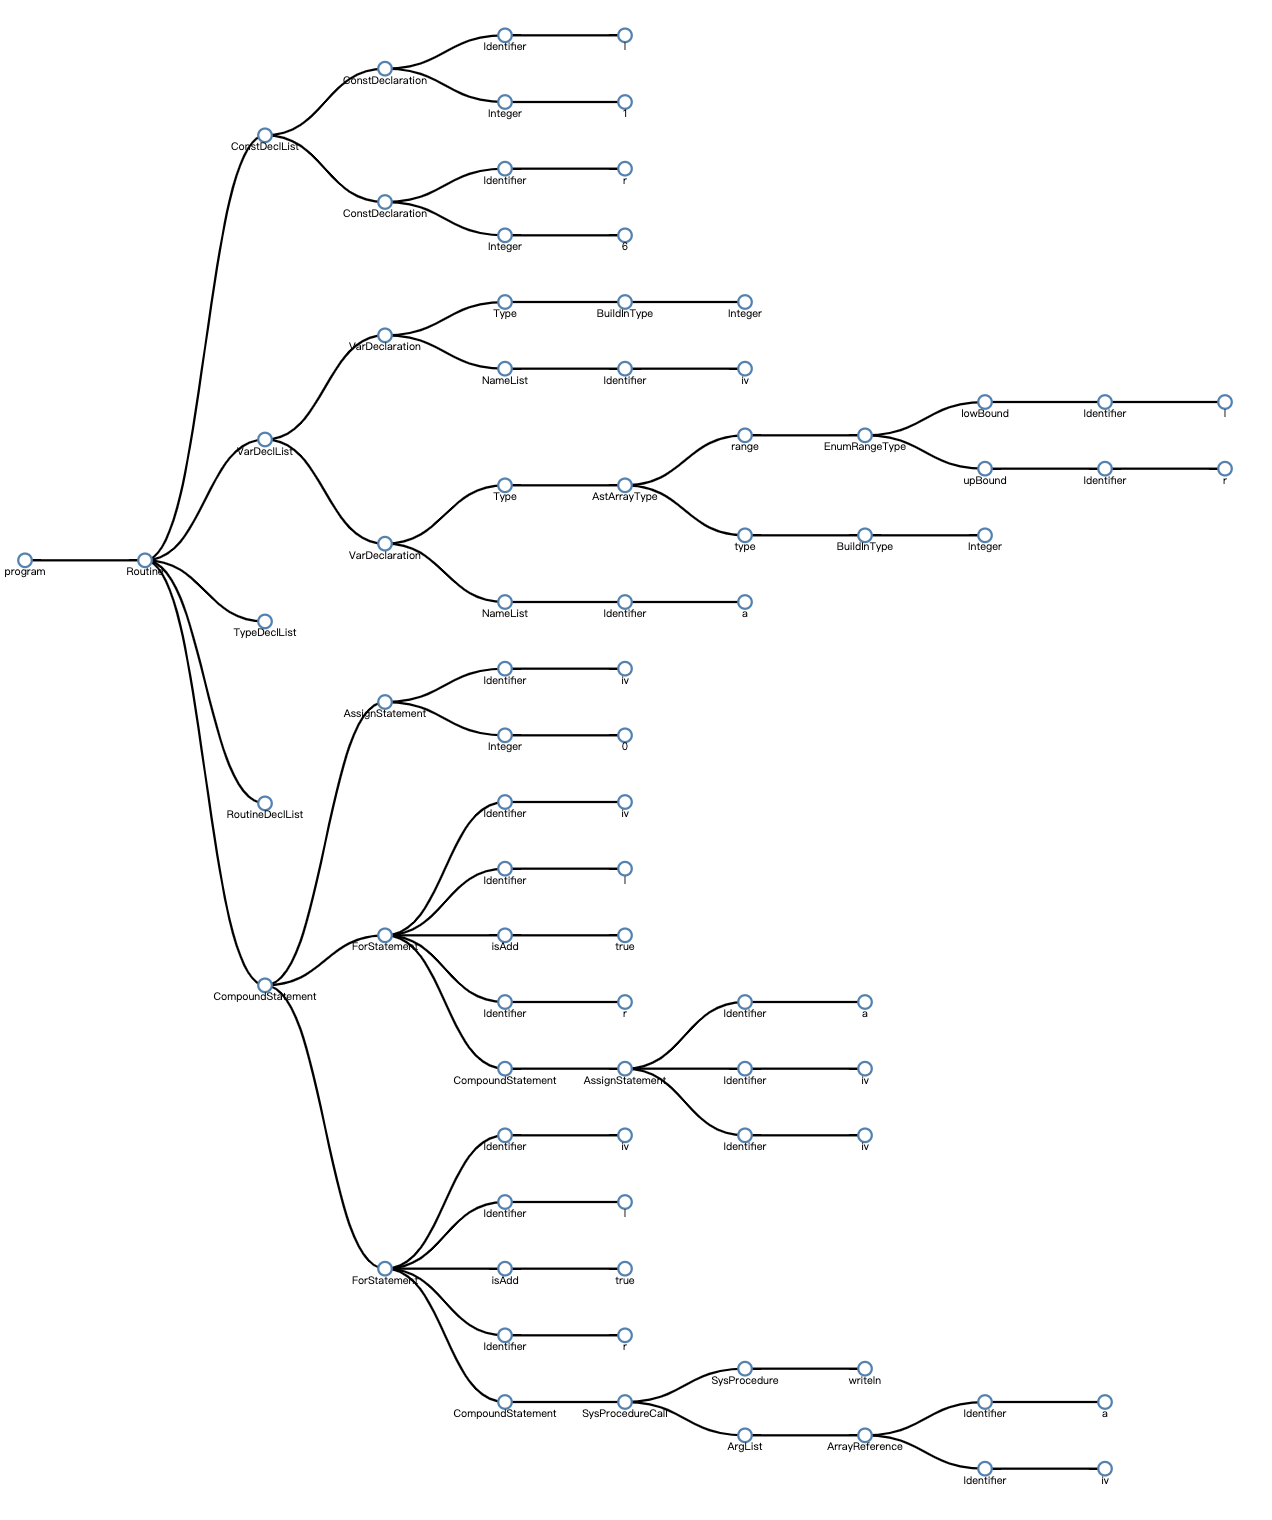 Identifier
l
ConstDeclaration
Integer
1
ConstDeclList
Identifier
r
ConstDeclaration
Integer
6
Type
BuildInType
Integer
VarDeclaration
NameList
Identifier
iv
lowBound
Identifier
l
range
EnumRangeType
VarDeclList
upBound
Identifier
r
Type
AstArrayType
type
BuildInType
Integer
VarDeclaration
program
Routine
NameList
Identifier
a
TypeDeclList
Identifier
iv
AssignStatement
Integer
0
RoutineDeclList
Identifier
iv
Identifier
l
ForStatement
isAdd
true
CompoundStatement
Identifier
r
Identifier
a
CompoundStatement
AssignStatement
Identifier
iv
Identifier
iv
Identifier
iv
Identifier
l
ForStatement
isAdd
true
Identifier
r
SysProcedure
writeln
CompoundStatement
SysProcedureCall
Identifier
a
ArgList
ArrayReference
Identifier
iv